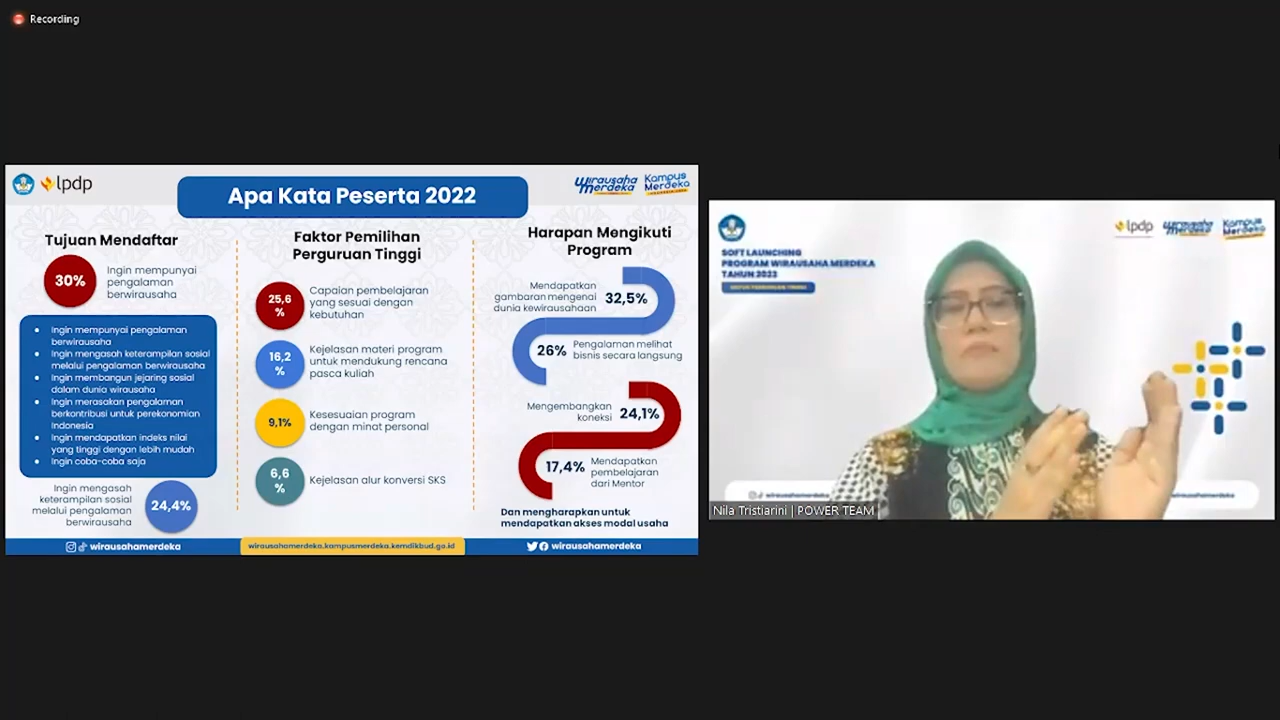 Recording
lpdp
Apa Kata Peserta 2022
Wirausaha
Merdeka
Kampus
Merdeka
Tujuan Mendaftar
30%
Ingin mempunyai
pengalaman
berwirausaha
Ingin mempunyai pengalaman
berwirausaha
Ingin mengasah keterampilan sosial
melalui pengalaman berwirausaha
Ingin membangun jejaring sosial
dalam dunia wirausaha
Ingin merasakan pengalaman
berkontribusi untuk perekonomian
Indonesia
Ingin mendapatkan indeks nilai
yang tinggi dengan lebih mudah
Ingin coba-coba saja
Ingin mengasah
keterampilan sosial
melalui pengalaman
berwirausaha
24,4%
Faktor Pemilihan
Perguruan Tinggi
25,6
%
Capaian pembelajaran
yang sesuai dengan
kebutuhan
16,2
%
Kejelasan materi program
untuk mendukung rencana
pasca kuliah
9,1%
Kesesuaian program
dengan minat personal
6,6
%
Kejelasan alur konversi SKS
Harapan Mengikuti
Program
Mendapatkan
gambaran mengenai
dunia kewirausahaan
32,5%
26%
Pengalaman melihat
bisnis secara langsung
Mengembangkan
koneksi
24,1%
17,4%
Mendapatkan
pembelajaran
dari Mentor
Dan mengharapkan untuk
mendapatkan akses modal usaha
wirausahamerdeka
wirausahamerdeka.kampusmerdeka.kemdikbud.go.id
wirausahamerdeka
lpdp
Wirausaha
Merdeka
Kampus
Merdeka
SOFT LAUNCHING
PROGRAM WIRAUSAHA MERDEKA
TAHUN 2023
UNTUK PERGURUAN TINGGI
Nila Tristiarini | POWER TEAM